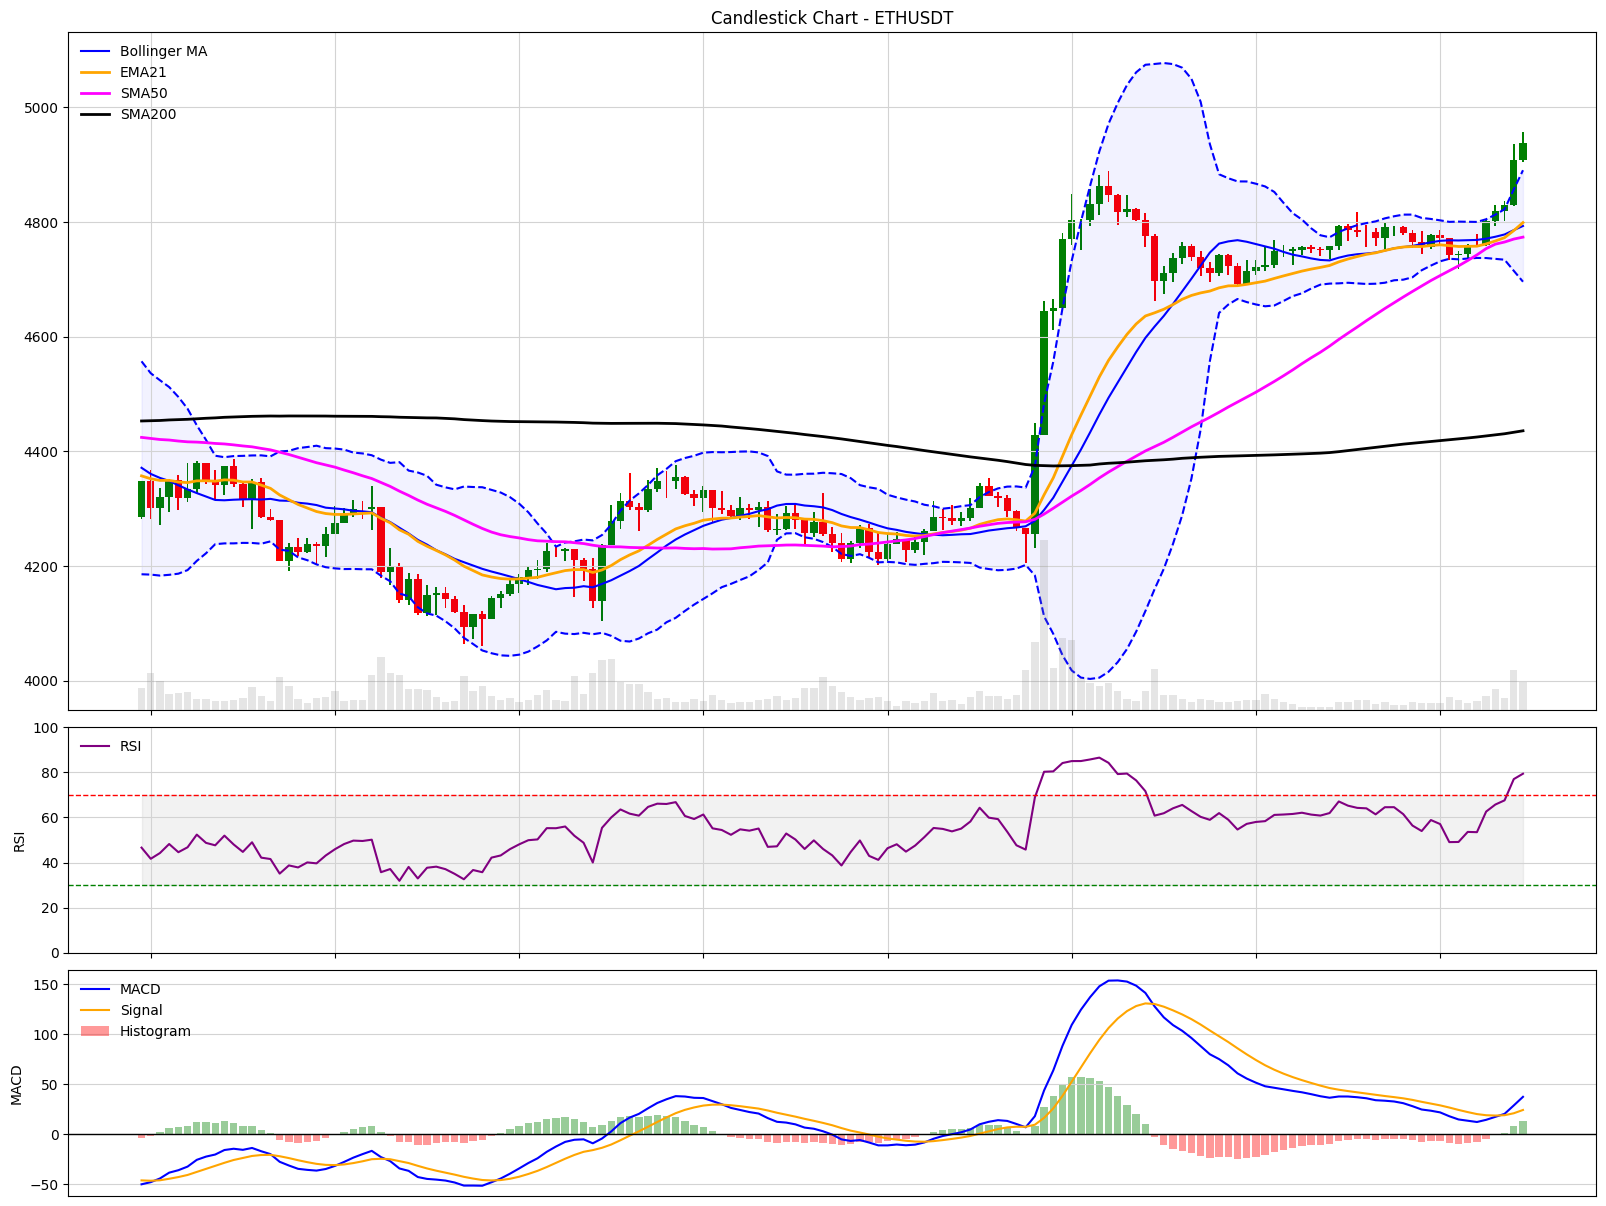 Candlestick Chart - ETHUSDT
Bollinger MA
EMA21
SMA50
SMA200
5000
4800
4600
4400
4200
4000
RSI
100
80
60
40
20
0
RSI
MACD
Signal
Histogram
150
100
50
0
−50
MACD